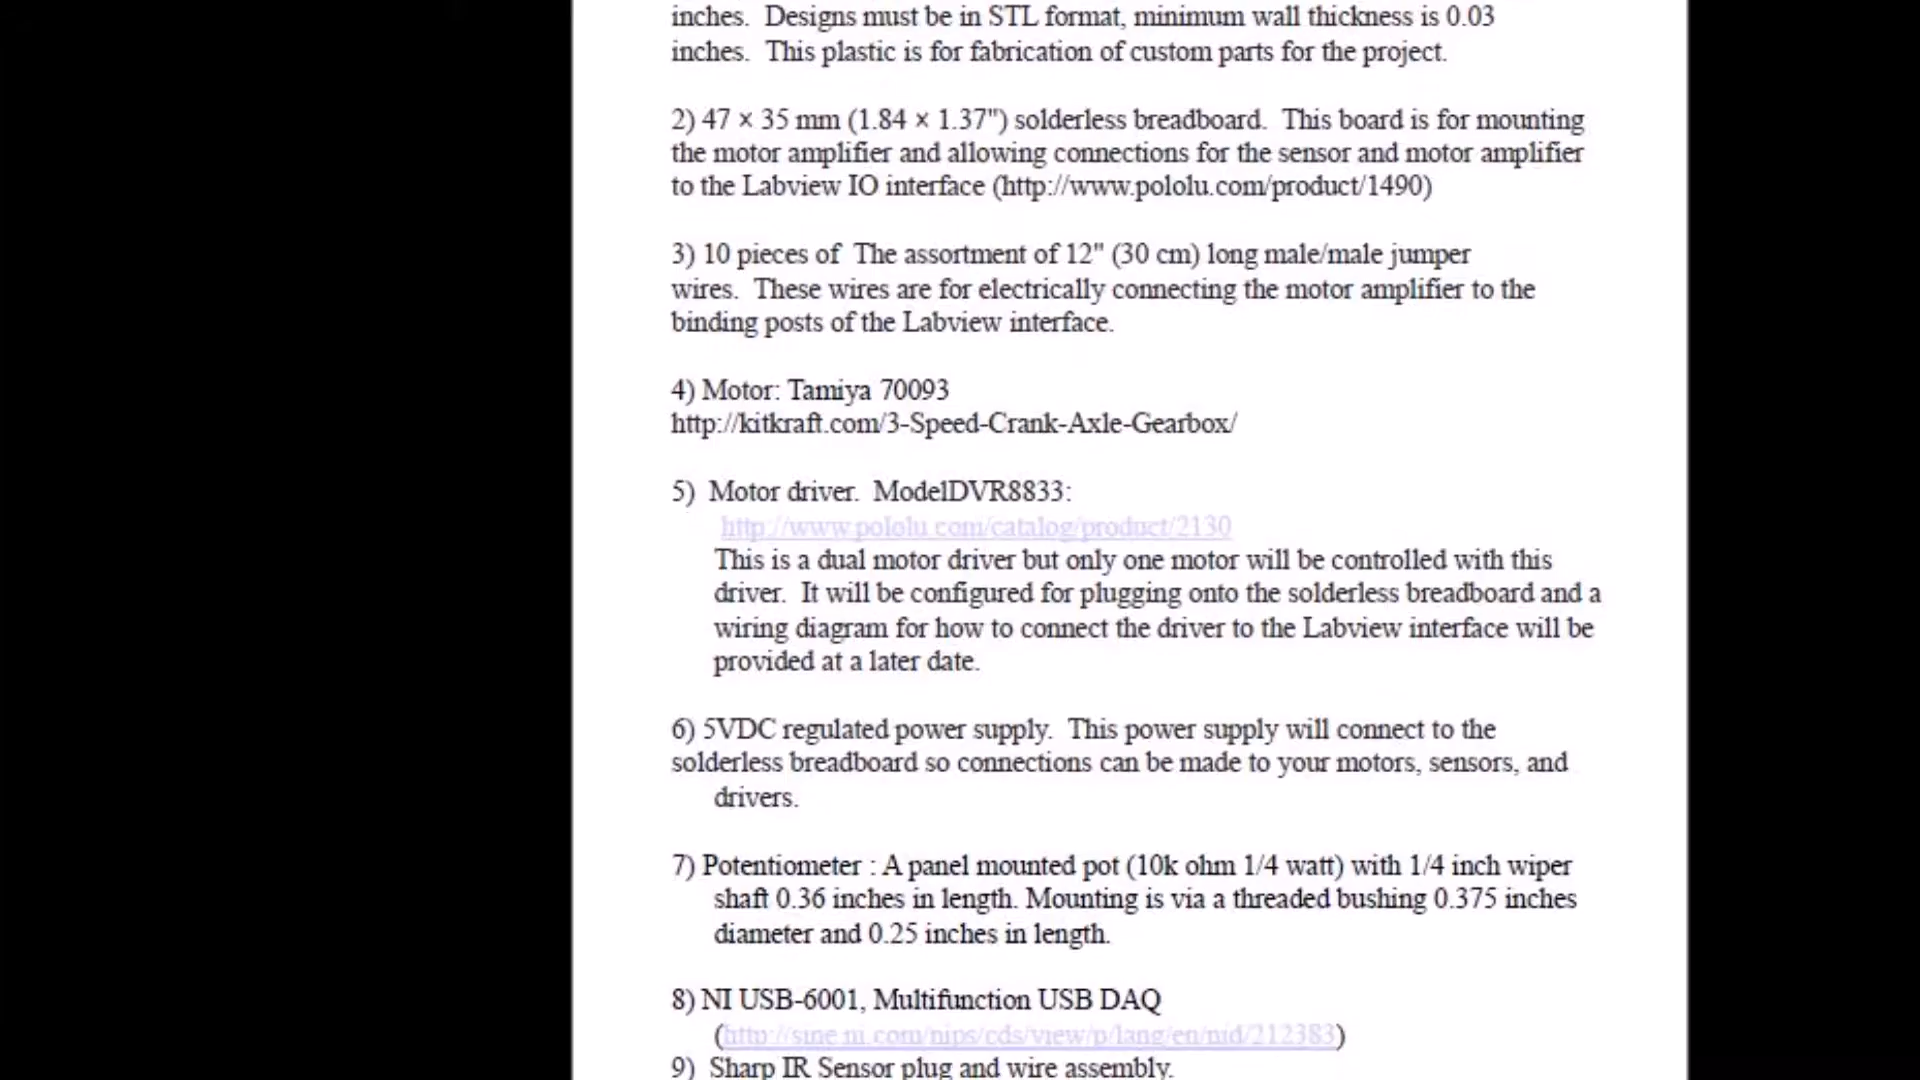 inches.  Designs must be in STL format, minimum wall thickness is 0.03
inches.  This plastic is for fabrication of custom parts for the project.
2) 47 × 35 mm (1.84 × 1.37") solderless breadboard.  This board is for mounting
the motor amplifier and allowing connections for the sensor and motor amplifier
to the Labview IO interface (http://www.pololu.com/product/1490)
3) 10 pieces of  The assortment of 12" (30 cm) long male/male jumper
wires.  These wires are for electrically connecting the motor amplifier to the
binding posts of the Labview interface.
4) Motor: Tamiya 70093
http://kitkraft.com/3-Speed-Crank-Axle-Gearbox/
5)  Motor driver.  ModelDVR8833:
http://www.pololu.com/catalog/product/2130
This is a dual motor driver but only one motor will be controlled with this
driver.  It will be configured for plugging onto the solderless breadboard and a
wiring diagram for how to connect the driver to the Labview interface will be
provided at a later date.
6) 5VDC regulated power supply.  This power supply will connect to the
solderless breadboard so connections can be made to your motors, sensors, and
drivers.
7) Potentiometer : A panel mounted pot (10k ohm 1/4 watt) with 1/4 inch wiper
shaft 0.36 inches in length. Mounting is via a threaded bushing 0.375 inches
diameter and 0.25 inches in length.
8) NI USB-6001, Multifunction USB DAQ
(http://sine.ni.com/nips/cds/view/p/lang/en/nid/212383)
9)  Sharp IR Sensor plug and wire assembly.